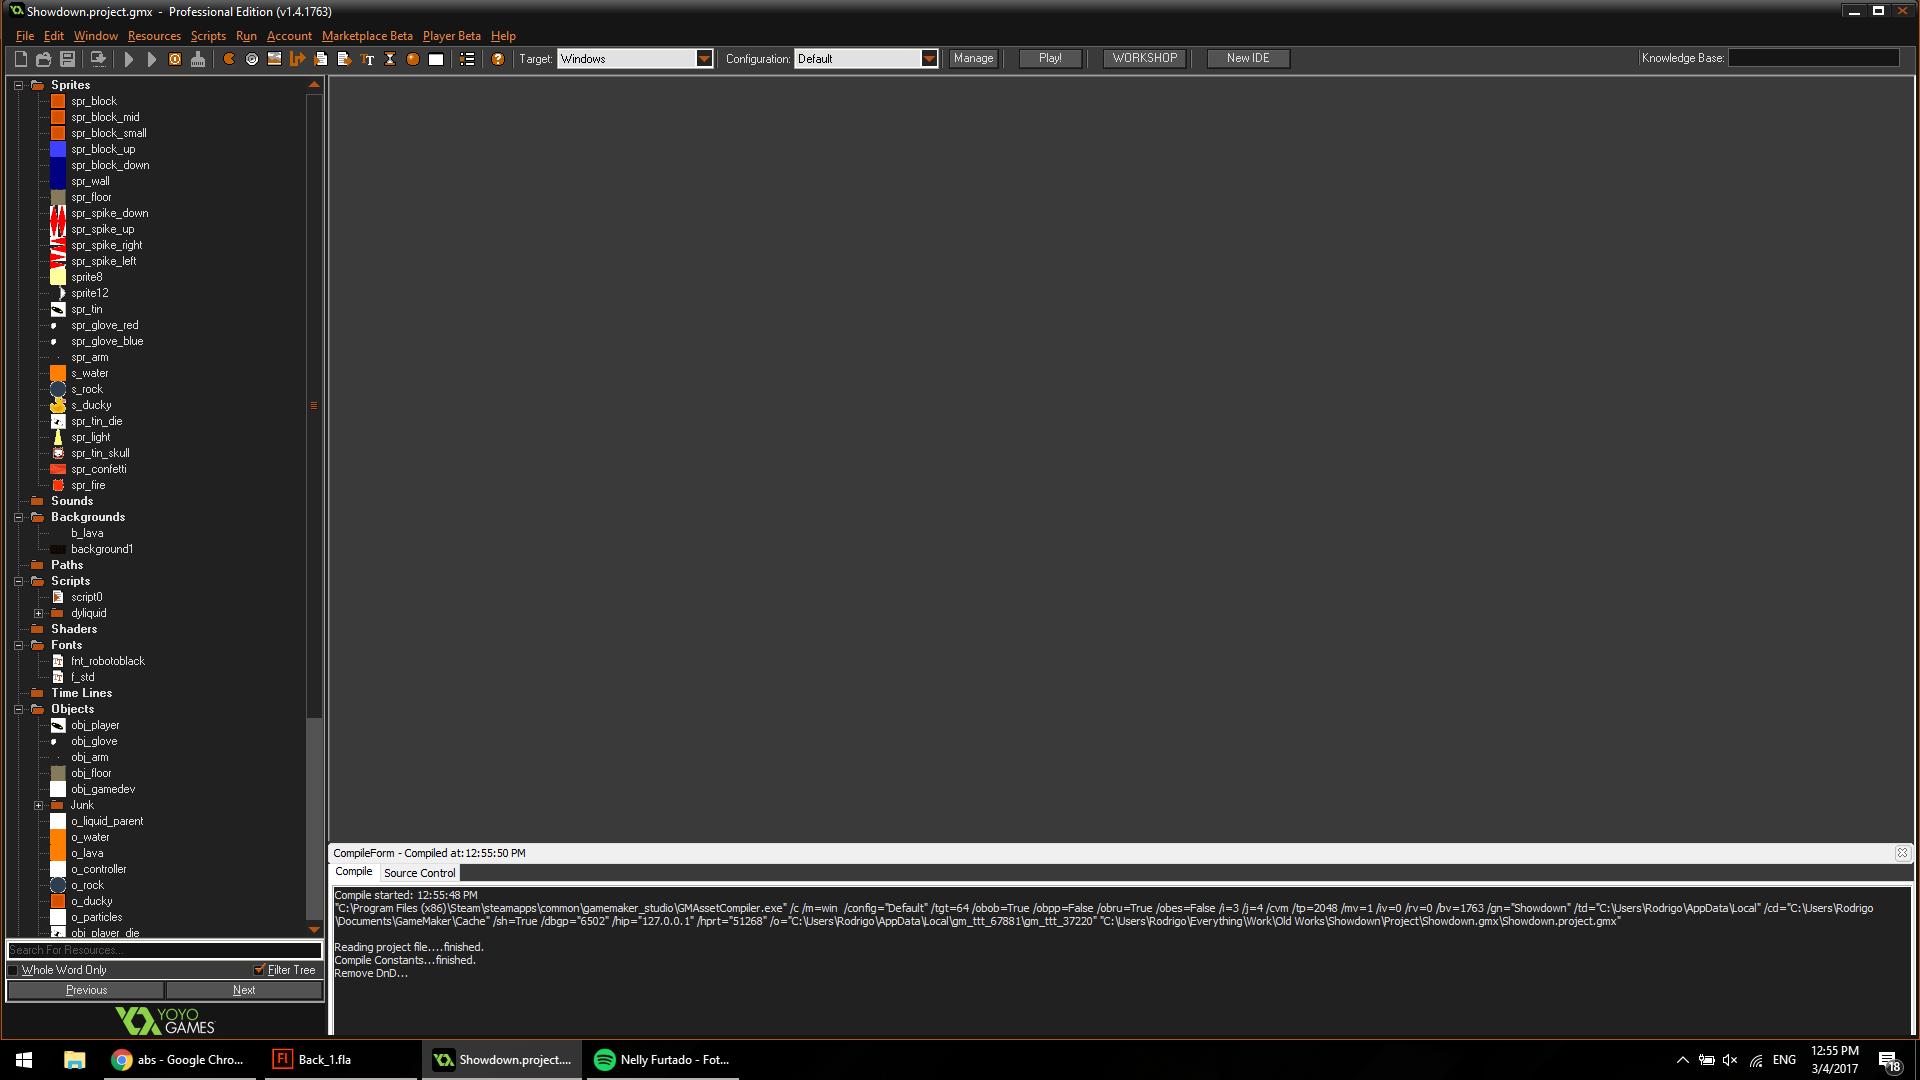 Showdown.project.gmx - Professional Edition (v1.4.1763)
File Edit Window Resources Scripts Run Account Marketplace Beta Player Beta Help
Target: Windows Configuration: Default Manage Play! WORKSHOP New IDE Knowledge Base:
Sprites
spr_block
spr_block_mid
spr_block_small
spr_block_up
spr_block_down
spr_wall
spr_floor
spr_spike_down
spr_spike_up
spr_spike_right
spr_spike_left
sprite8
sprite12
spr_tin
spr_glove_red
spr_glove_blue
spr_arm
s_water
s_rock
s_ducky
spr_tin_die
spr_light
spr_tin_skull
spr_confetti
spr_fire
Sounds
Backgrounds
b_lava
background1
Paths
Scripts
script0
dyliquid
Shaders
Fonts
fnt_robotoblack
f_std
Time Lines
Objects
obj_player
obj_glove
obj_arm
obj_floor
obj_gamedev
Junk
o_liquid_parent
o_water
o_lava
o_controller
o_rock
o_ducky
o_particles
obj_player_die
Search For Resources...
Whole Word Only Filter Tree
Previous Next
YOYO
GAMES
CompileForm - Compiled at:12:55:50 PM
Compile Source Control
Compile started: 12:55:48 PM
"C:\Program Files (x86)\Steam\steamapps\common\gamemaker_studio\GMAssetCompiler.exe" /c /m=win /config="Default" /tgt=64 /obob=True /obpp=False /obru=True /obes=False /i=3 /j=4 /cvm /tp=2048 /mv=1 /iv=0 /rv=0 /bv=1763 /gn="Showdown" /td="C:\Users\Rodrigo\AppData\Local" /cd="C:\Users\Rodrigo
\Documents\GameMaker\Cache" /sh=True /dbgp="6502" /hip="127.0.0.1" /hprt="51268" /o="C:\Users\Rodrigo\AppData\Local\gm_ttt_67881\gm_ttt_37220" "C:\Users\Rodrigo\Everything\Work\Old Works\Showdown\Project\Showdown.gmx\Showdown.project.gmx"
Reading project file....finished.
Compile Constants...finished.
Remove DnD...
abs - Google Chro... Fl Back_1.fla Showdown.project.... Nelly Furtado - Fot... ENG 12:55 PM
3/4/2017 18